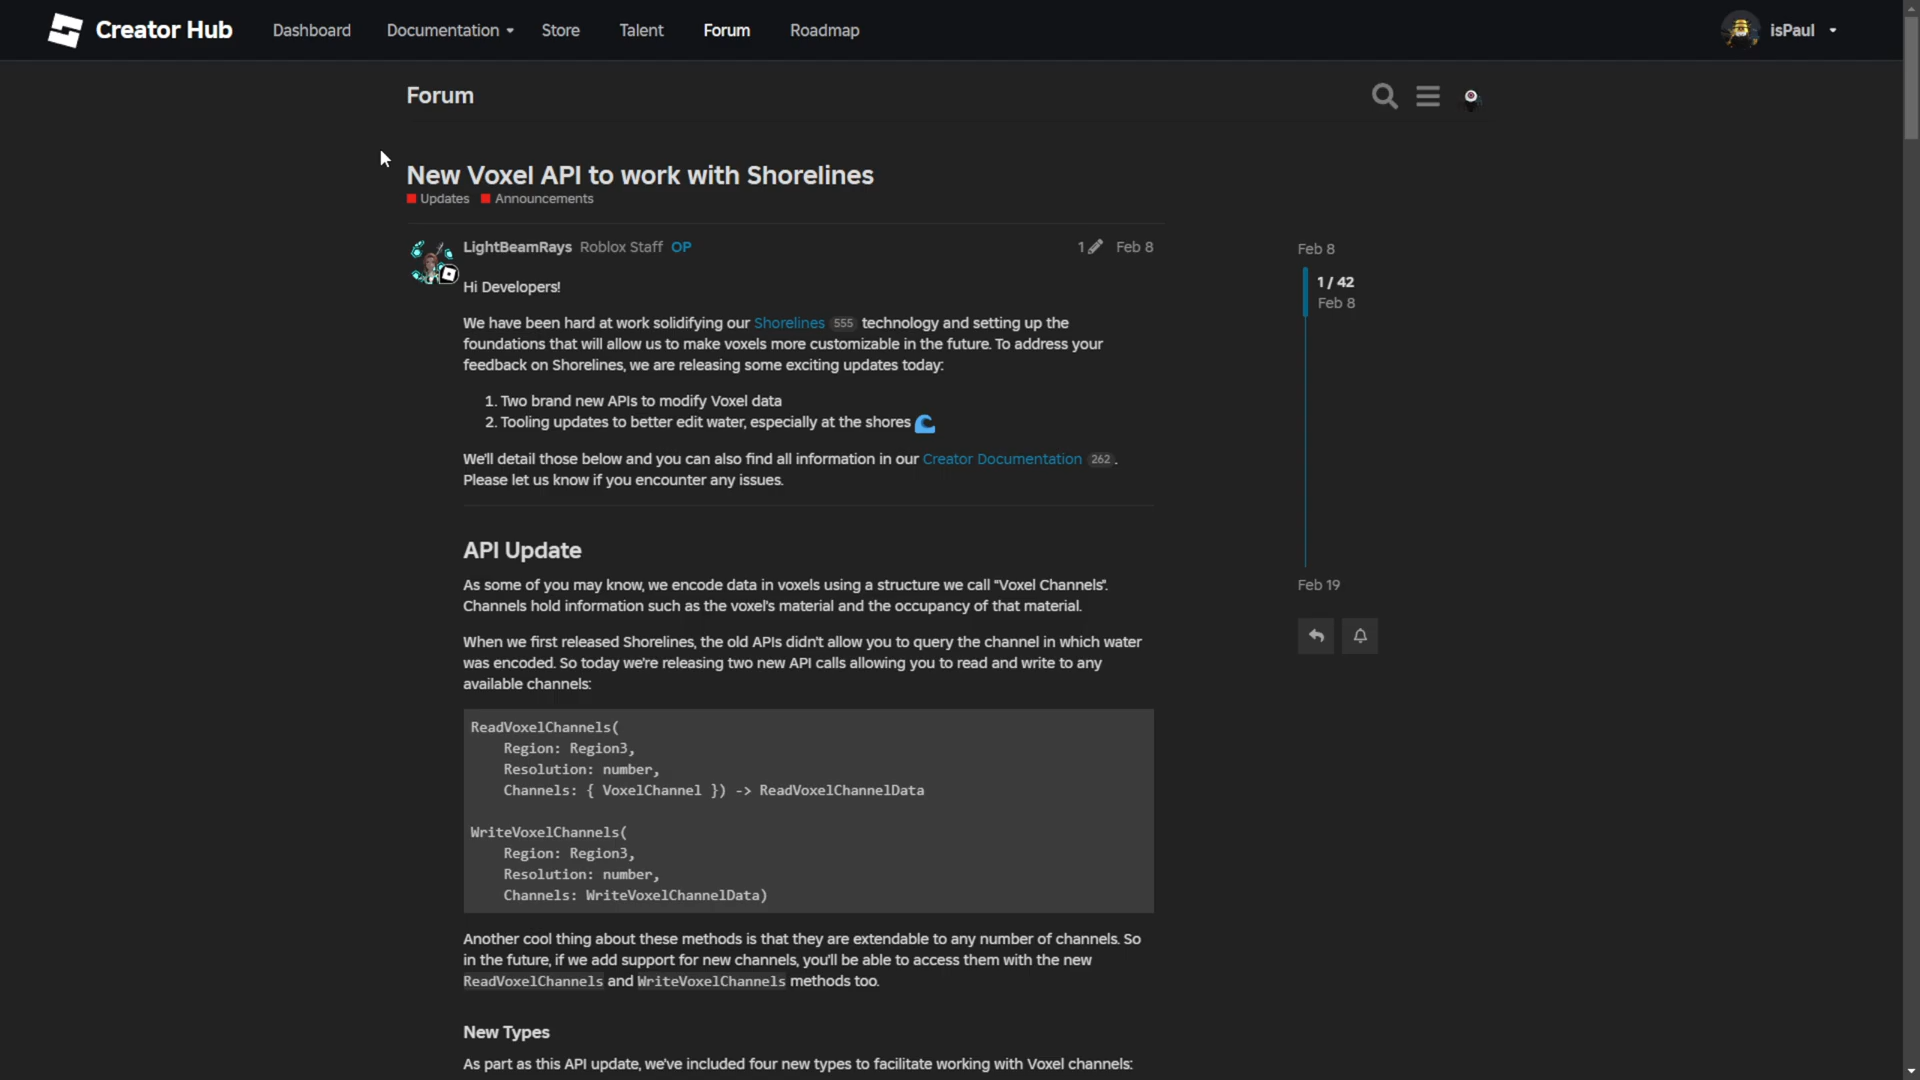 Creator Hub Dashboard Documentation Store Talent Forum Roadmap isPaul
Forum
New Voxel API to work with Shorelines
Updates Announcements
LightBeamRays Roblox Staff OP 1 Feb 8
Hi Developers!
We have been hard at work solidifying our Shorelines 555 technology and setting up the
foundations that will allow us to make voxels more customizable in the future. To address your
feedback on Shorelines, we are releasing some exciting updates today:
1. Two brand new APIs to modify Voxel data
2. Tooling updates to better edit water, especially at the shores
We'll detail those below and you can also find all information in our Creator Documentation 262 .
Please let us know if you encounter any issues.
API Update
As some of you may know, we encode data in voxels using a structure we call "Voxel Channels".
Channels hold information such as the voxel's material and the occupancy of that material.
When we first released Shorelines, the old APIs didn't allow you to query the channel in which water
was encoded. So today we're releasing two new API calls allowing you to read and write to any
available channels:
ReadVoxelChannels(
Region: Region3,
Resolution: number,
Channels: { VoxelChannel }) -> ReadVoxelChannelData
WriteVoxelChannels(
Region: Region3,
Resolution: number,
Channels: WriteVoxelChannelData)
Another cool thing about these methods is that they are extendable to any number of channels. So
in the future, if we add support for new channels, you'll be able to access them with the new
ReadVoxelChannels and WriteVoxelChannels methods too.
New Types
As part as this API update, we've included four new types to facilitate working with Voxel channels:
Feb 8
1 / 42
Feb 8
Feb 19